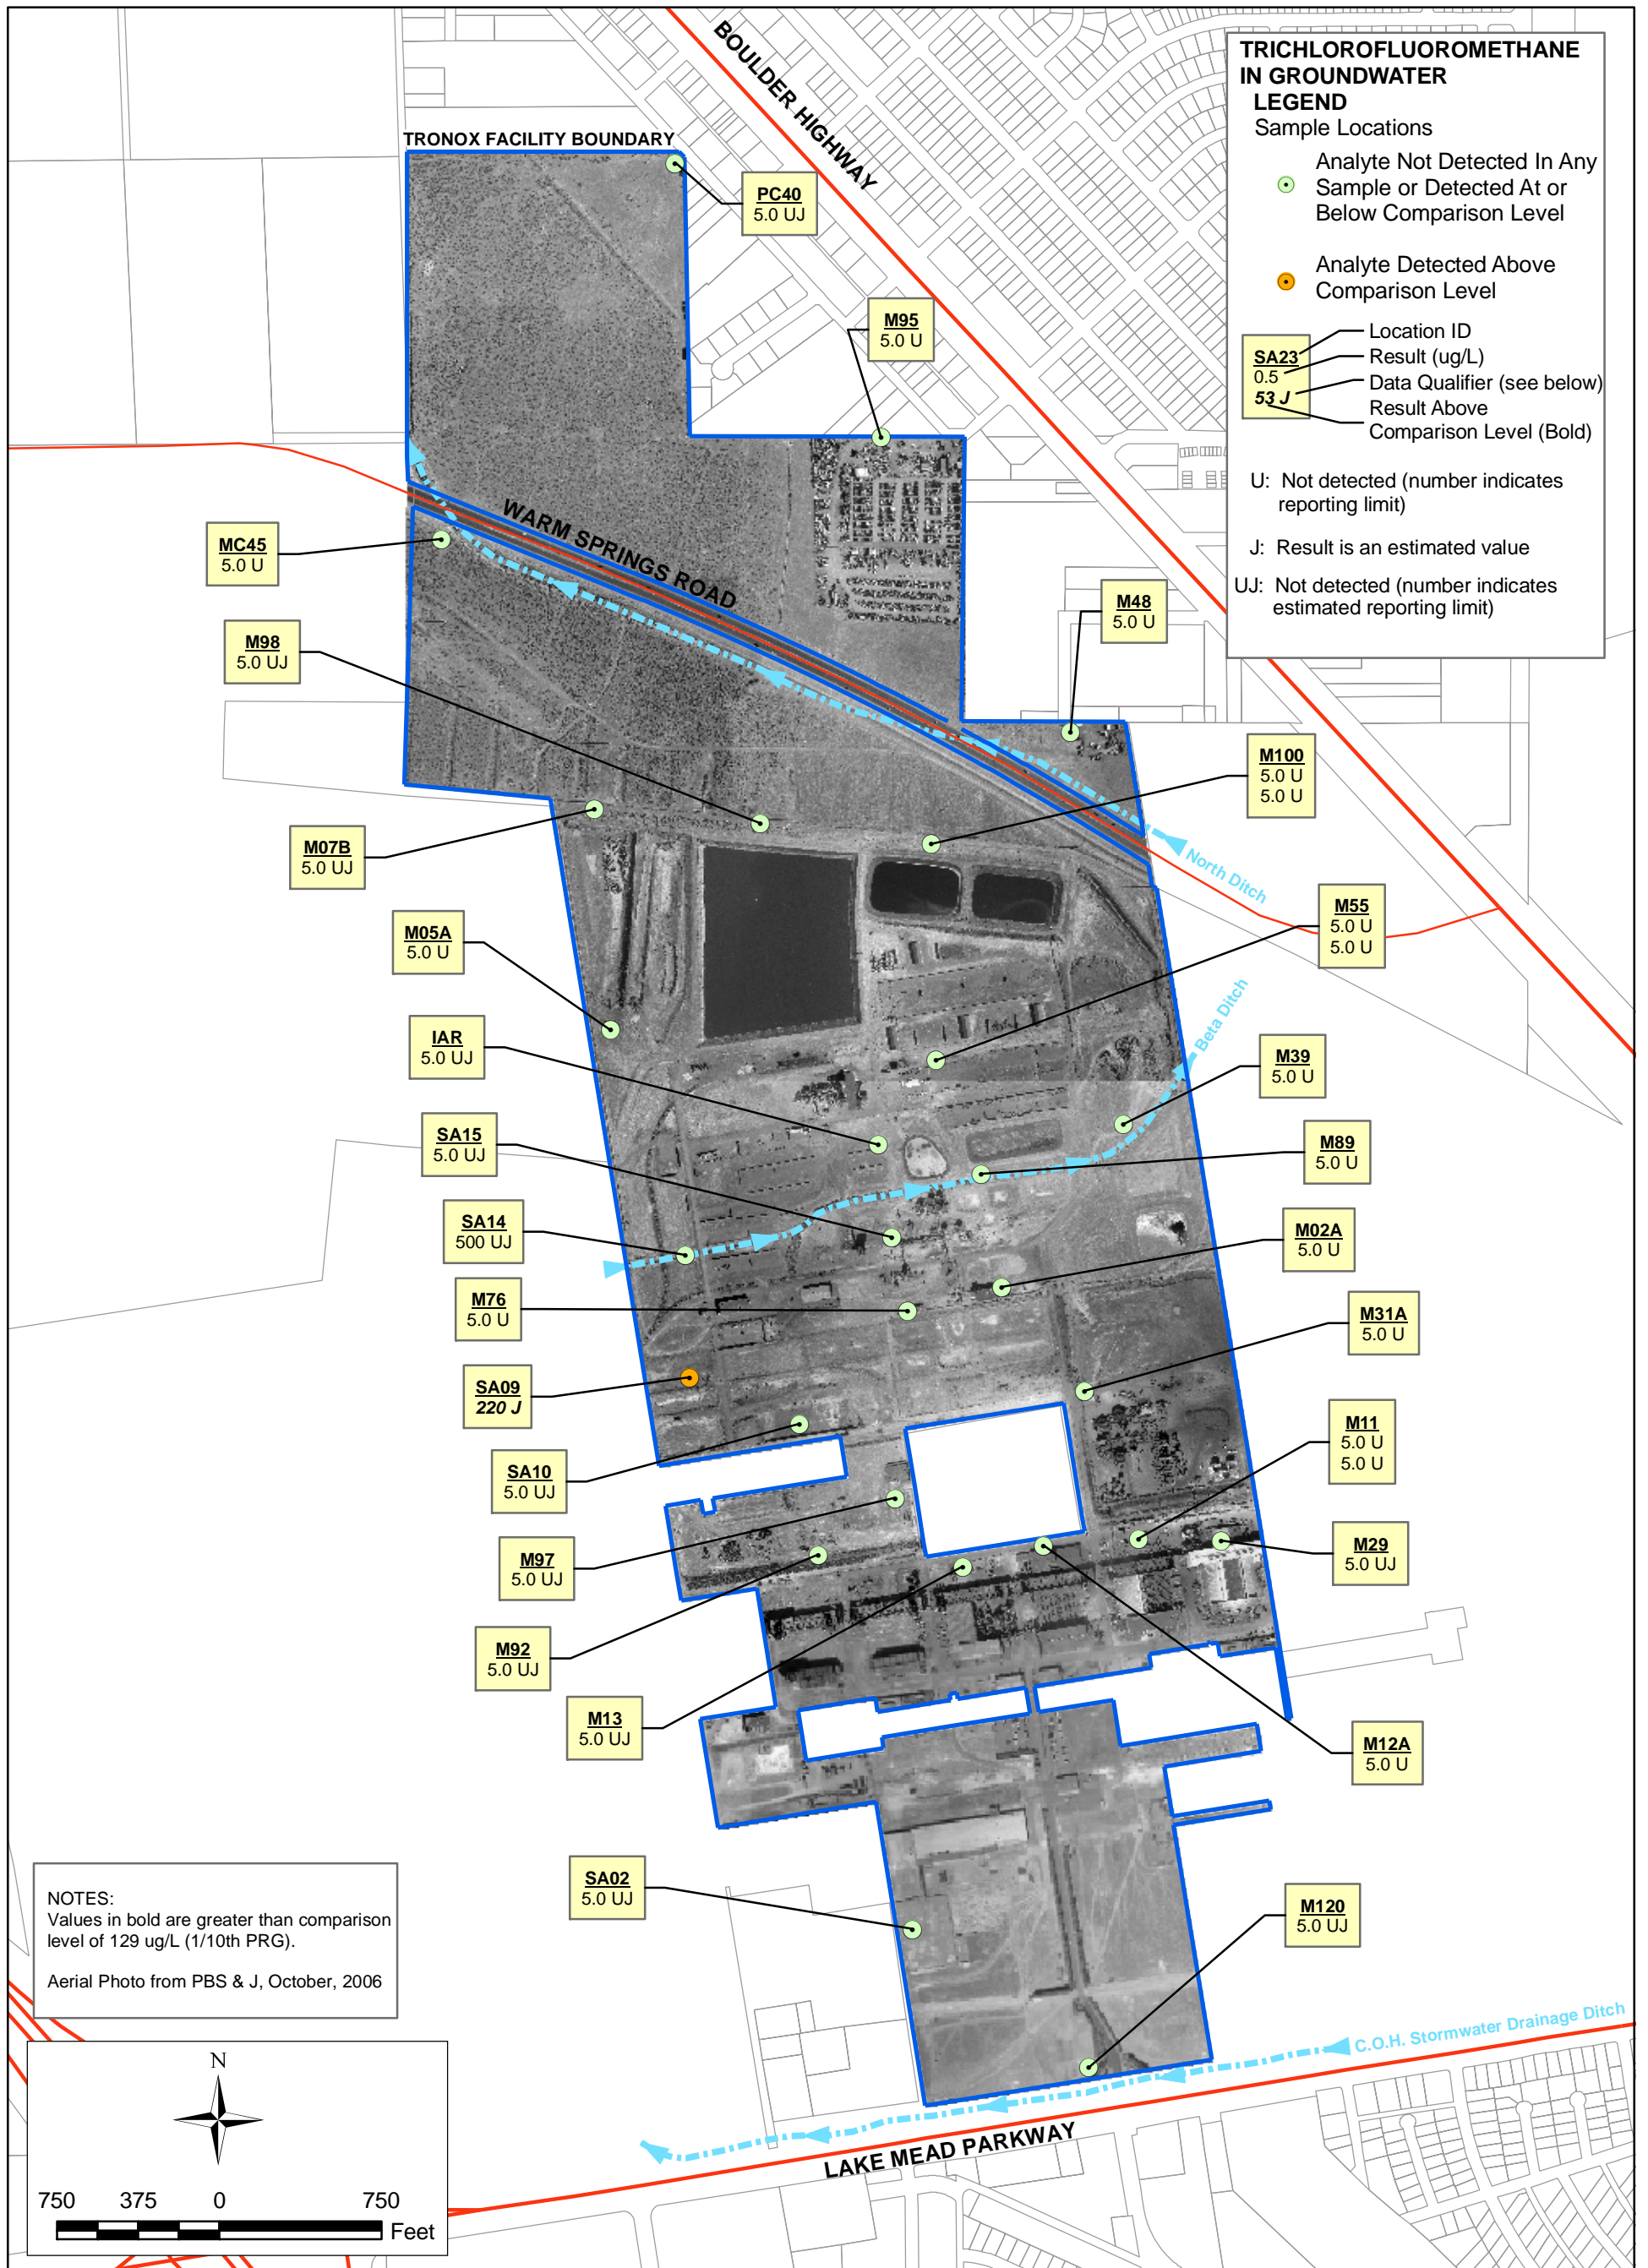 TRICHLOROFLUOROMETHANE
IN GROUNDWATER
LEGEND
Sample Locations
Analyte Not Detected In Any
Sample or Detected At or
Below Comparison Level
Analyte Detected Above
Comparison Level
SA23
0.5
53 J
Location ID
Result (ug/L)
Data Qualifier (see below)
Result Above
Comparison Level (Bold)
U: Not detected (number indicates
reporting limit)
J: Result is an estimated value
UJ: Not detected (number indicates
estimated reporting limit)
BOULDER HIGHWAY
TRONOX FACILITY BOUNDARY
PC40
5.0 UJ
M95
5.0 U
WARM SPRINGS ROAD
MC45
5.0 U
M48
5.0 U
M98
5.0 UJ
M100
5.0 U
5.0 U
M07B
5.0 UJ
North Ditch
M55
5.0 U
5.0 U
M05A
5.0 U
Beta Ditch
IAR
5.0 UJ
M39
5.0 U
SA15
5.0 UJ
M89
5.0 U
SA14
500 UJ
M02A
5.0 U
M76
5.0 U
M31A
5.0 U
SA09
220 J
M11
5.0 U
5.0 U
SA10
5.0 UJ
M29
5.0 UJ
M97
5.0 UJ
M92
5.0 UJ
M13
5.0 UJ
M12A
5.0 U
SA02
5.0 UJ
M120
5.0 UJ
NOTES:
Values in bold are greater than comparison
level of 129 ug/L (1/10th PRG).
Aerial Photo from PBS & J, October, 2006
C.O.H. Stormwater Drainage Ditch
LAKE MEAD PARKWAY
N
750 375 0 750
Feet